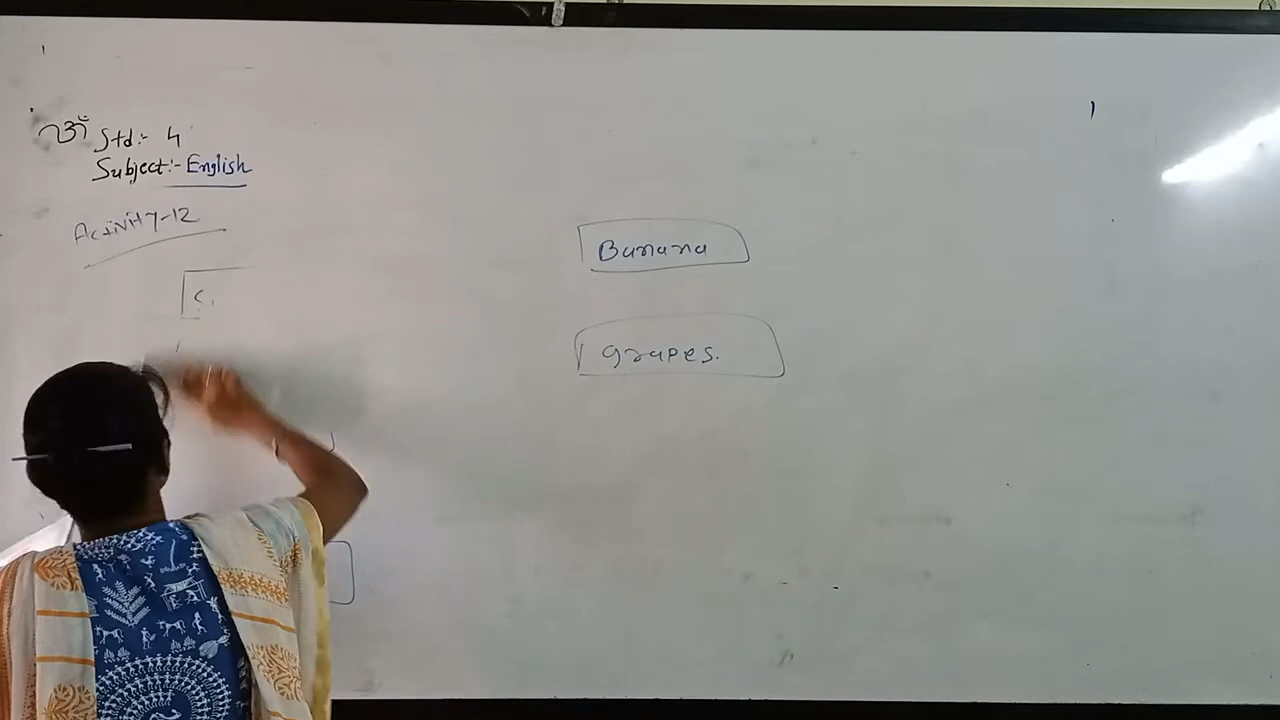 ॐ Std:- 4
Subject:- English
Activity-12
Banana
grapes.